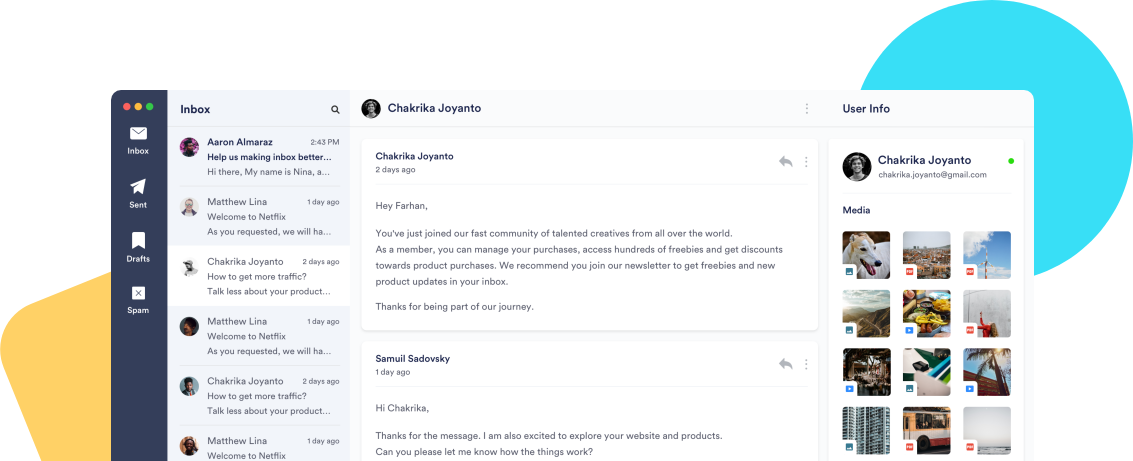 Inbox
Sent
Drafts
Spam
Inbox
Aaron Almaraz 2:43 PM
Help us making inbox better...
Hi there, My name is Nina, a...
Matthew Lina 1 day ago
Welcome to Netflix
As you requested, we will ha...
Chakrika Joyanto 2 days ago
How to get more traffic?
Talk less about your product...
Matthew Lina 1 day ago
Welcome to Netflix
As you requested, we will ha...
Chakrika Joyanto 2 days ago
How to get more traffic?
Talk less about your product...
Matthew Lina 1 day ago
Welcome to Netflix
Chakrika Joyanto
Chakrika Joyanto
2 days ago
Hey Farhan,
You've just joined our fast community of talented creatives from all over the world.
As a member, you can manage your purchases, access hundreds of freebies and get discounts
towards product purchases. We recommend you join our newsletter to get freebies and new
product updates in your inbox.
Thanks for being part of our journey.
Samuil Sadovsky
1 day ago
Hi Chakrika,
Thanks for the message. I am also excited to explore your website and products.
Can you please let me know how the things work?
User Info
Chakrika Joyanto
chakrika.joyanto@gmail.com
Media